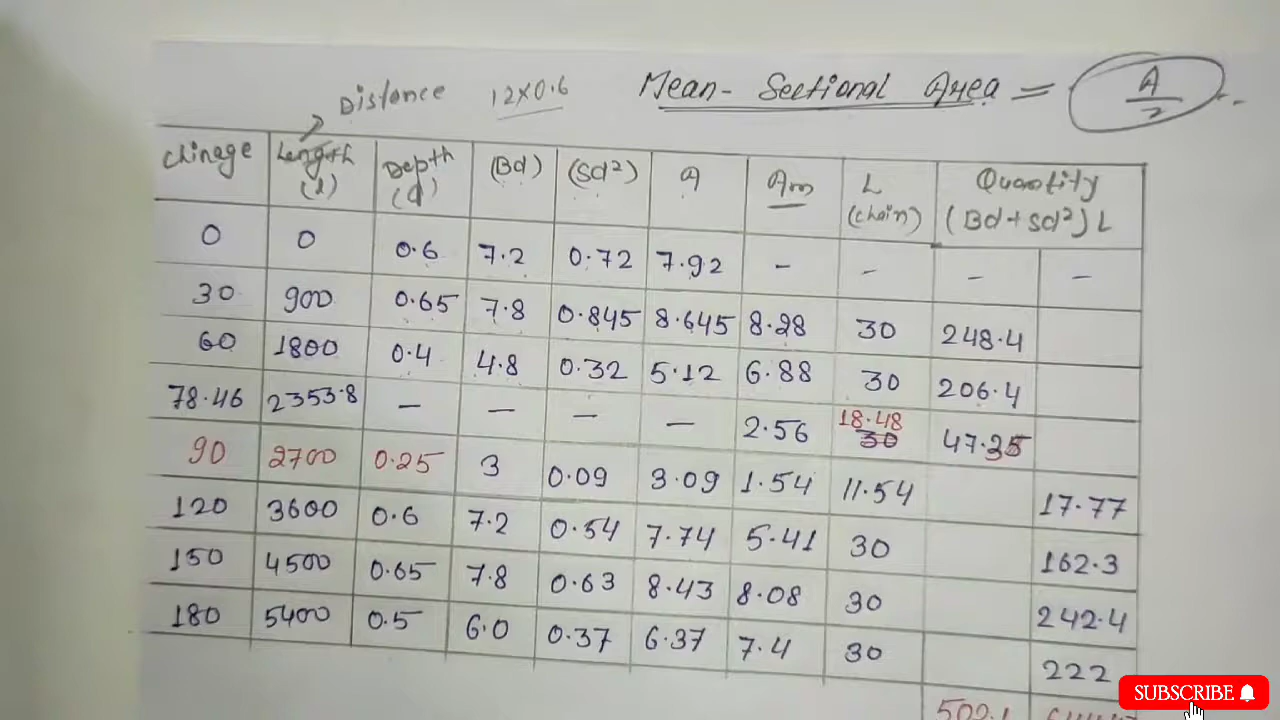 Distance 12×0.6 Mean-Sectional Area = A/2
Chinage Length (l) Depth (d) (Bd) (Sd²) A Am L (chain) Quantity (Bd+Sd²)L
0 0 0.6 7.2 0.72 7.92 - - - -
30 900 0.65 7.8 0.845 8.645 8.28 30 248.4
60 1800 0.4 4.8 0.32 5.12 6.88 30 206.4
78.46 2353.8 - - - - 2.56 18.48 30 47.25
90 2700 0.25 3 0.09 3.09 1.54 11.54 17.77
120 3600 0.6 7.2 0.54 7.74 5.41 30 162.3
150 4500 0.65 7.8 0.63 8.43 8.08 30 242.4
180 5400 0.5 6.0 0.37 6.37 7.4 30 222
SUBSCRIBE